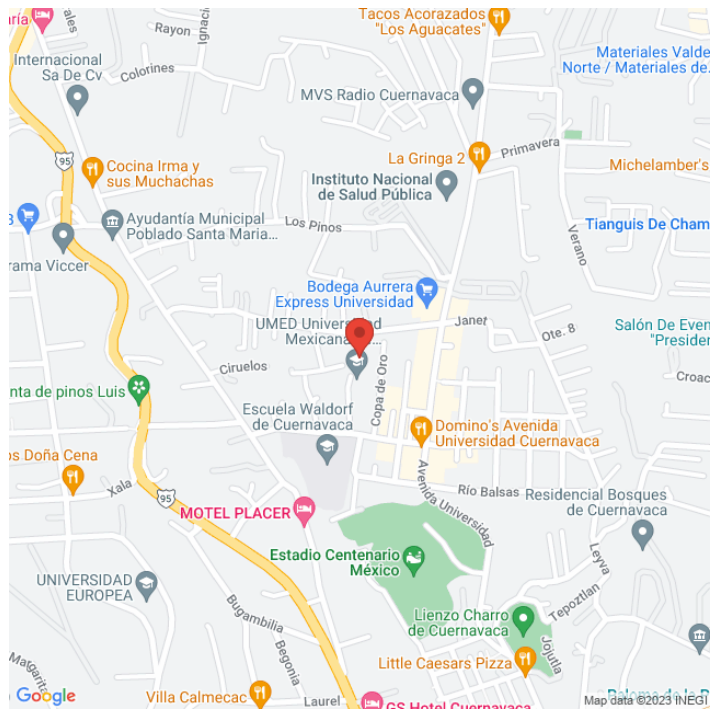 Tacos Acorazados
"Los Aguacates"
Rayon
Colorines
Internacional
Sa De Cv
Materiales Valde
Norte / Materiales de.
MVS Radio Cuernavaca
95
La Gringa 2
Primavera
Cocina Irma y
sus Muchachas
Instituto Nacional
de Salud Pública
Michelamber's
Ayudantía Municipal
Poblado Santa Maria...
Los Pinos
Verano
Tianguis De Cham
rama Viccer
Bodega Aurrera
Express Universidad
UMED Universidad
Mexicana
Janet
Ote. 8
Salón De Even
"Presiden
Ciruelos
Copa de Oro
Croac
nta de pinos Luis
Escuela Waldorf
de Cuernavaca
Domino's Avenida
Universidad Cuernavaca
os Doña Cena
Xala
95
Avenida Universidad
Río Balsas
Residencial Bosques
de Cuernavaca
MOTEL PLACER
Estadio Centenario
México
Leyva
UNIVERSIDAD
EUROPEA
Tepoztlan
Bugambilia
Lienzo Charro
de Cuernavaca
Jojutla
Begonia
Margarit
Little Caesars Pizza
Google
Villa Calmecac
Laurel
GS Hotel Cuernavaca
Paloma de la P
Map data ©2023 INEGI